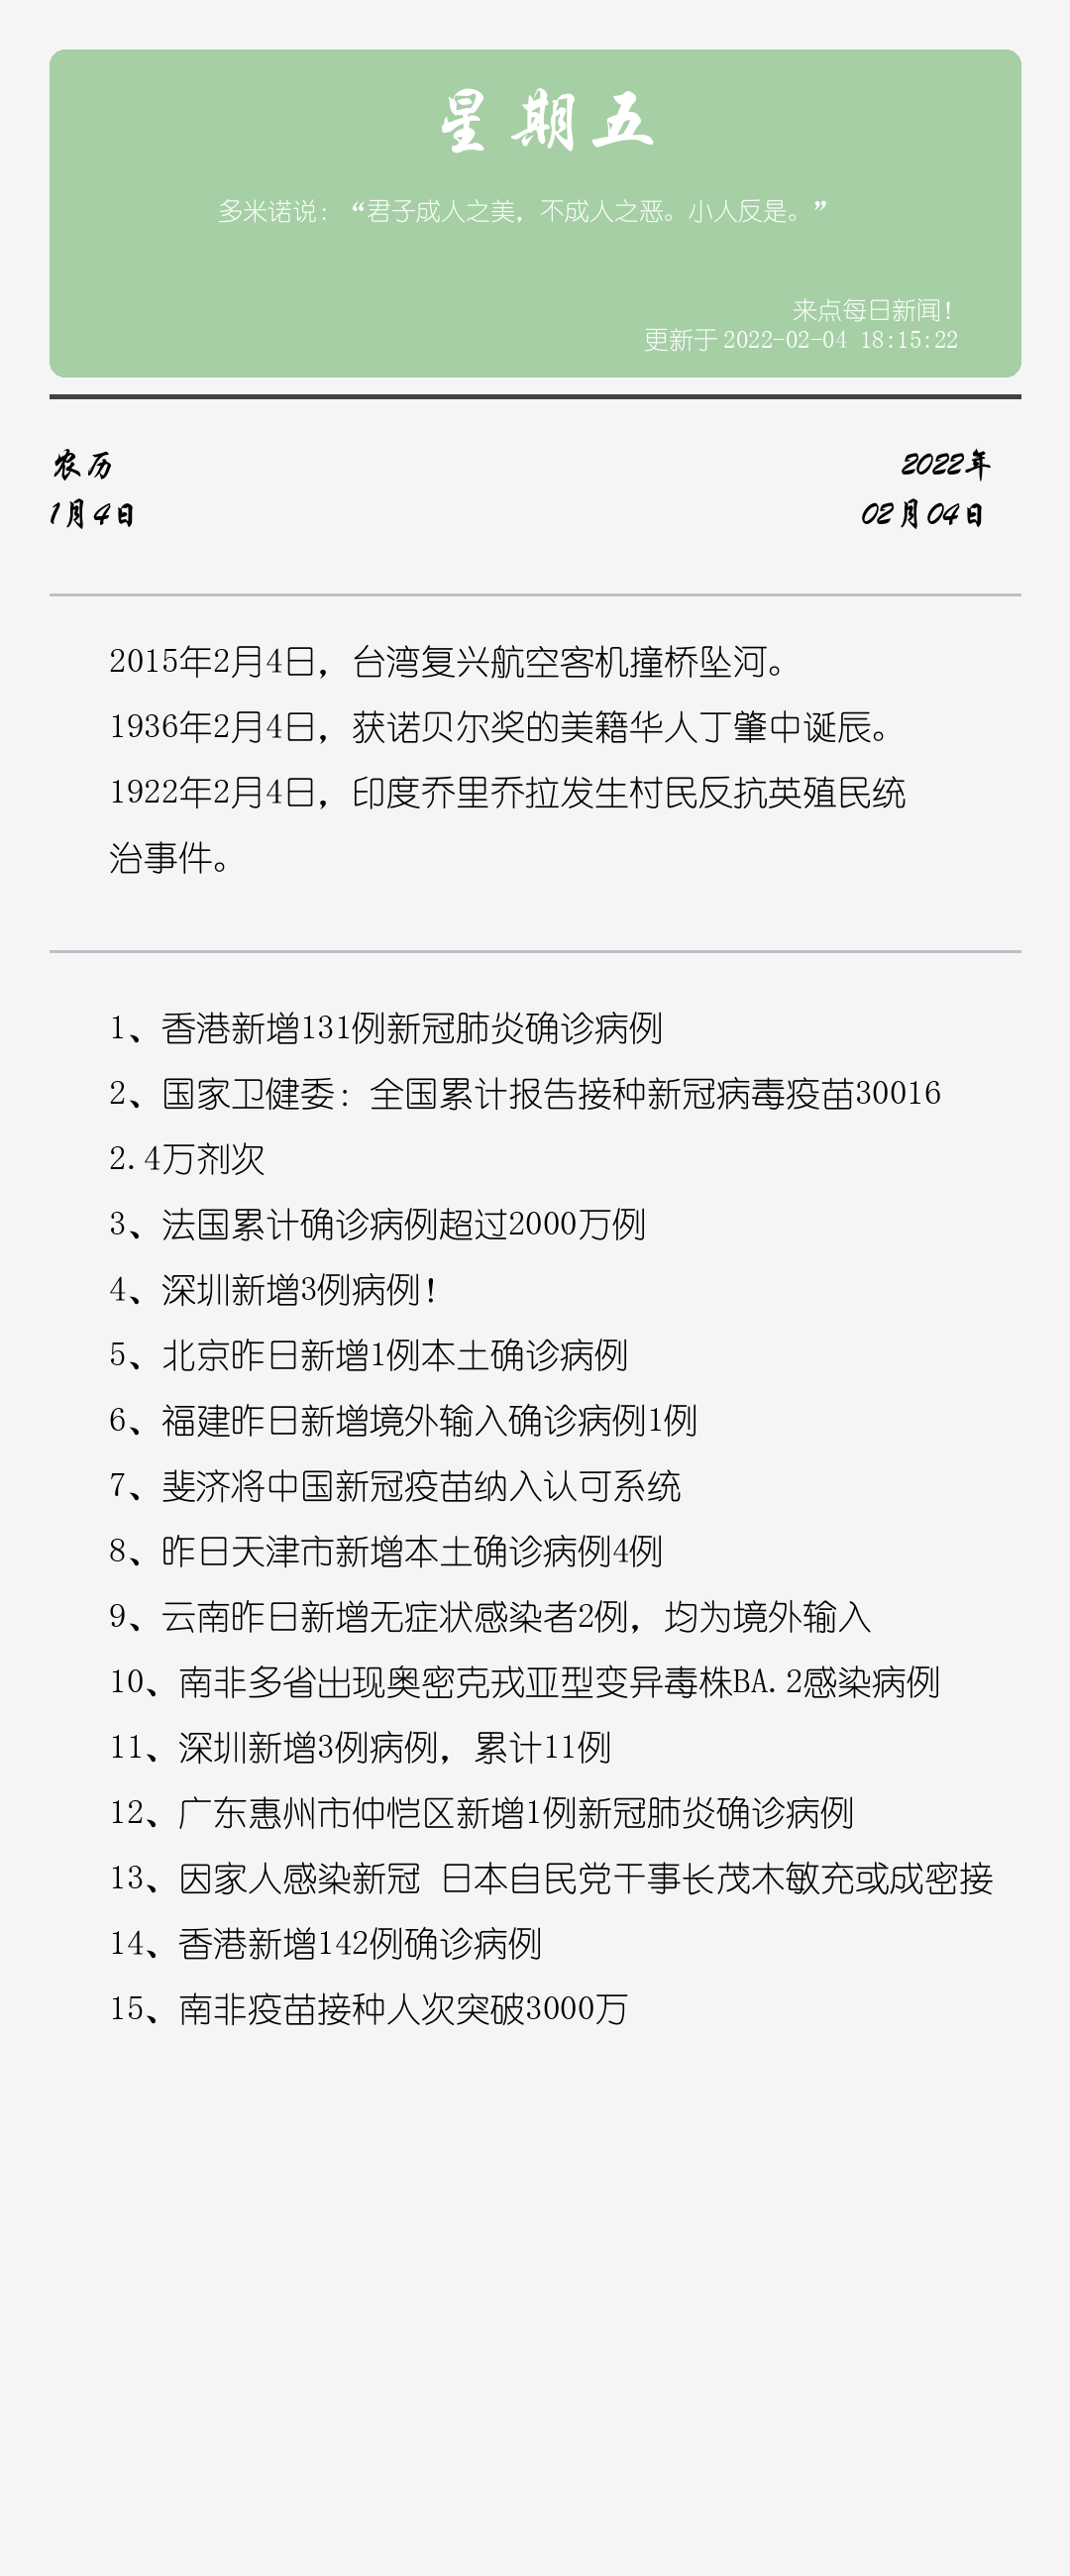 星期五
多米诺说：“君子成人之美，不成人之恶。小人反是。”
来点每日新闻！
更新于 2022-02-04 18:15:22
农历
2022年
1月4日
02月04日
2015年2月4日，台湾复兴航空客机撞桥坠河。
1936年2月4日，获诺贝尔奖的美籍华人丁肇中诞辰。
1922年2月4日，印度乔里乔拉发生村民反抗英殖民统
治事件。
1、香港新增131例新冠肺炎确诊病例
2、国家卫健委：全国累计报告接种新冠病毒疫苗30016
2.4万剂次
3、法国累计确诊病例超过2000万例
4、深圳新增3例病例！
5、北京昨日新增1例本土确诊病例
6、福建昨日新增境外输入确诊病例1例
7、斐济将中国新冠疫苗纳入认可系统
8、昨日天津市新增本土确诊病例4例
9、云南昨日新增无症状感染者2例，均为境外输入
10、南非多省出现奥密克戎亚型变异毒株BA.2感染病例
11、深圳新增3例病例，累计11例
12、广东惠州市仲恺区新增1例新冠肺炎确诊病例
13、因家人感染新冠 日本自民党干事长茂木敏充或成密接
14、香港新增142例确诊病例
15、南非疫苗接种人次突破3000万